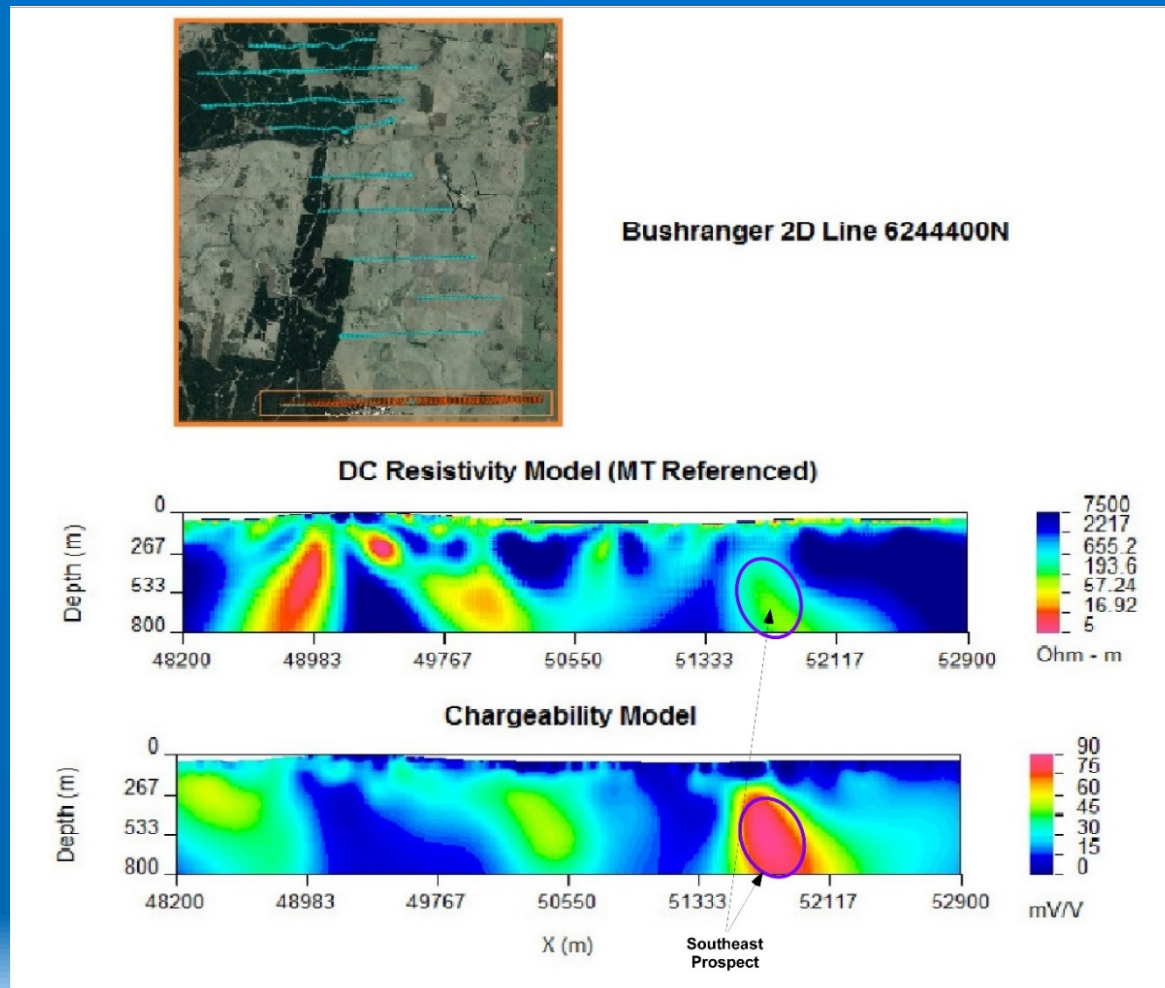 Bushranger 2D Line 6244400N
DC Resistivity Model (MT Referenced)
Depth (m)
0
267
533
800
48200 48983 49767 50550 51333 52117 52900
7500
2217
655.2
193.6
57.24
16.92
5
Ohm - m
Chargeability Model
Depth (m)
0
267
533
800
48200 48983 49767 50550 51333 52117 52900
X (m)
90
75
60
45
30
15
0
mV/V
Southeast
Prospect